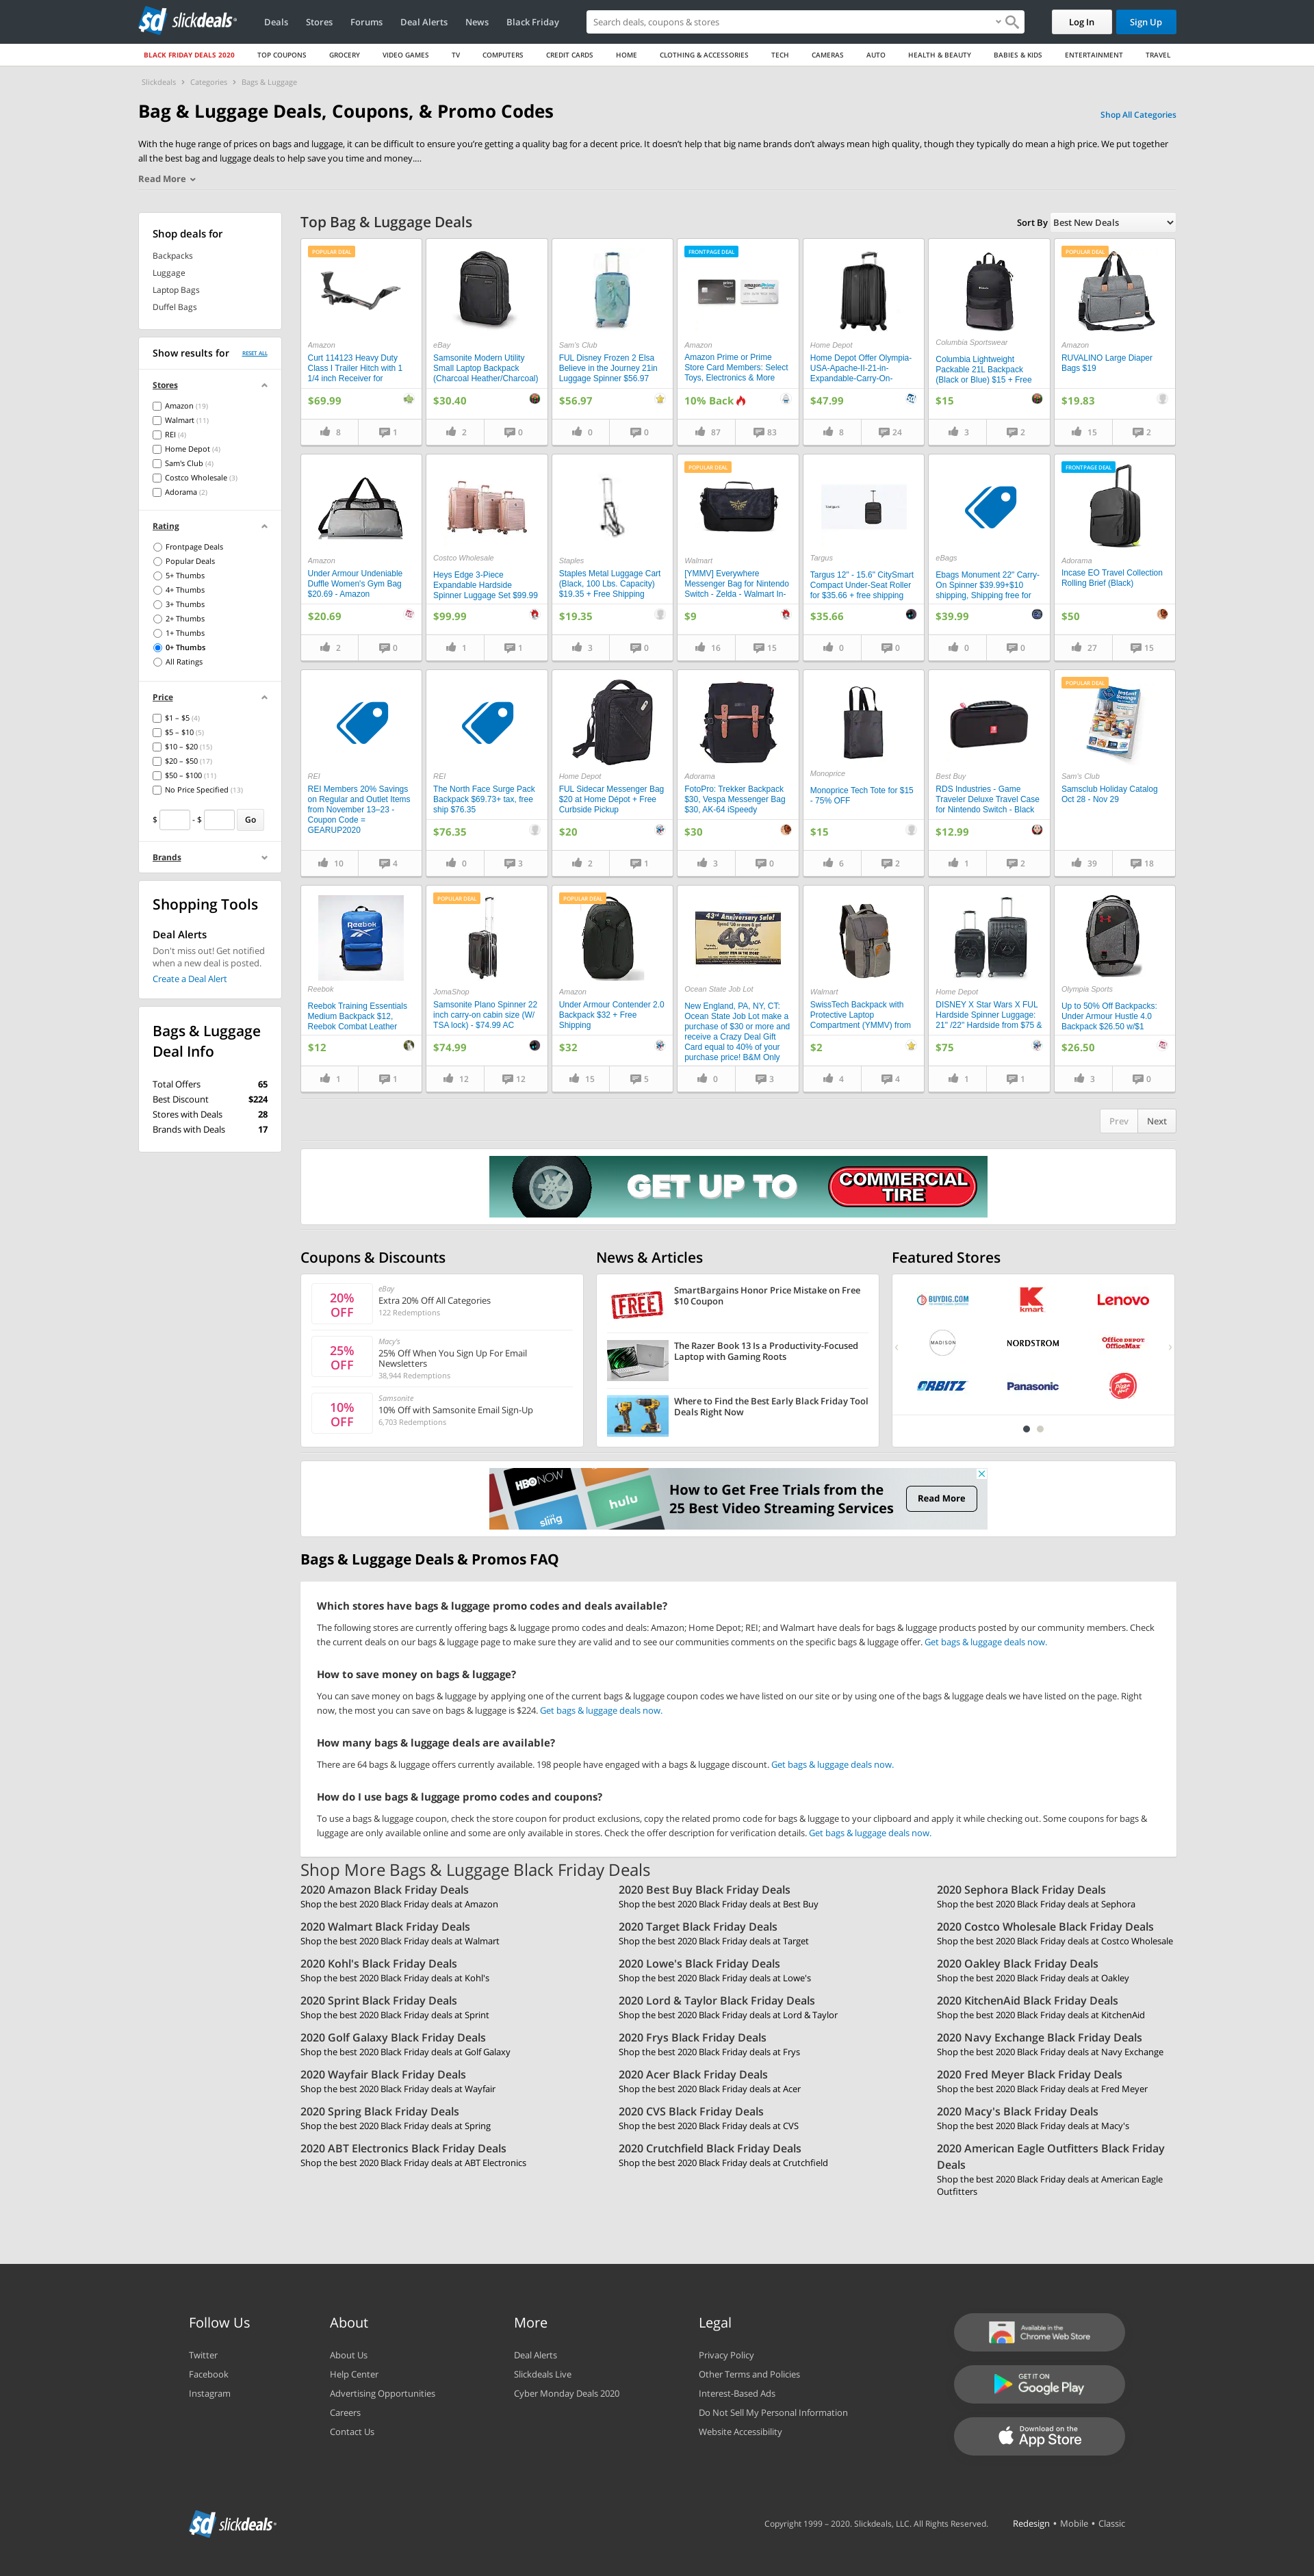 slickdeals
Deals
Stores
Forums
Deal Alerts
News
Black Friday
Search deals, coupons & stores
Log In
Sign Up
BLACK FRIDAY DEALS 2020
TOP COUPONS
GROCERY
VIDEO GAMES
TV
COMPUTERS
CREDIT CARDS
HOME
CLOTHING & ACCESSORIES
TECH
CAMERAS
AUTO
HEALTH & BEAUTY
BABIES & KIDS
ENTERTAINMENT
TRAVEL
Slickdeals > Categories > Bags & Luggage
Bag & Luggage Deals, Coupons, & Promo Codes
Shop All Categories
With the huge range of prices on bags and luggage, it can be difficult to ensure you're getting a quality bag for a decent price. It doesn't help that big name brands don't always mean high quality, though they typically do mean a high price. We put together
all the best bag and luggage deals to help save you time and money....
Read More
Shop deals for
Backpacks
Luggage
Laptop Bags
Duffel Bags
Show results for
RESET ALL
Stores
Amazon (19)
Walmart (11)
REI (4)
Home Depot (4)
Sam's Club (4)
Costco Wholesale (3)
Adorama (2)
Rating
Frontpage Deals
Popular Deals
5+ Thumbs
4+ Thumbs
3+ Thumbs
2+ Thumbs
1+ Thumbs
0+ Thumbs
All Ratings
Price
$1 – $5 (4)
$5 – $10 (5)
$10 – $20 (15)
$20 – $50 (17)
$50 – $100 (11)
No Price Specified (13)
$ - $ Go
Brands
Shopping Tools
Deal Alerts
Don't miss out! Get notified
when a new deal is posted.
Create a Deal Alert
Bags & Luggage
Deal Info
Total Offers 65
Best Discount $224
Stores with Deals 28
Brands with Deals 17
Top Bag & Luggage Deals
Sort By Best New Deals
POPULAR DEAL
Amazon
Curt 114123 Heavy Duty
Class I Trailer Hitch with 1
1/4 inch Receiver for
$69.99
8 1
eBay
Samsonite Modern Utility
Small Laptop Backpack
(Charcoal Heather/Charcoal)
$30.40
2 0
Sam's Club
FUL Disney Frozen 2 Elsa
Believe in the Journey 21in
Luggage Spinner $56.97
$56.97
0 0
FRONTPAGE DEAL
Amazon
Amazon Prime or Prime
Store Card Members: Select
Toys, Electronics & More
10% Back
87 83
Home Depot
Home Depot Offer Olympia-
USA-Apache-II-21-in-
Expandable-Carry-On-
$47.99
8 24
Columbia Sportswear
Columbia Lightweight
Packable 21L Backpack
(Black or Blue) $15 + Free
$15
3 2
POPULAR DEAL
Amazon
RUVALINO Large Diaper
Bags $19
$19.83
15 2
Amazon
Under Armour Undeniable
Duffle Women's Gym Bag
$20.69 - Amazon
$20.69
2 0
Costco Wholesale
Heys Edge 3-Piece
Expandable Hardside
Spinner Luggage Set $99.99
$99.99
1 1
Staples
Staples Metal Luggage Cart
(Black, 100 Lbs. Capacity)
$19.35 + Free Shipping
$19.35
3 0
POPULAR DEAL
Walmart
[YMMV] Everywhere
Messenger Bag for Nintendo
Switch - Zelda - Walmart In-
$9
16 15
Targus
Targus 12" - 15.6" CitySmart
Compact Under-Seat Roller
for $35.66 + free shipping
$35.66
0 0
eBags
Ebags Monument 22" Carry-
On Spinner $39.99+$10
shipping, Shipping free for
$39.99
0 0
FRONTPAGE DEAL
Adorama
Incase EO Travel Collection
Rolling Brief (Black)
$50
27 15
REI
REI Members 20% Savings
on Regular and Outlet Items
from November 13–23 -
Coupon Code =
GEARUP2020
10 4
REI
The North Face Surge Pack
Backpack $69.73+ tax, free
ship $76.35
$76.35
0 3
Home Depot
FUL Sidecar Messenger Bag
$20 at Home Depot + Free
Curbside Pickup
$20
2 1
Adorama
FotoPro: Trekker Backpack
$30, Vespa Messenger Bag
$30, AK-64 iSpeedy
$30
3 0
Monoprice
Monoprice Tech Tote for $15
- 75% OFF
$15
6 2
Best Buy
RDS Industries - Game
Traveler Deluxe Travel Case
for Nintendo Switch - Black
$12.99
1 2
POPULAR DEAL
Sam's Club
Samsclub Holiday Catalog
Oct 28 - Nov 29
39 18
Reebok
Reebok
Reebok Training Essentials
Medium Backpack $12,
Reebok Combat Leather
$12
1 1
POPULAR DEAL
JomaShop
Samsonite Plano Spinner 22
inch carry-on cabin size (W/
TSA lock) - $74.99 AC
$74.99
12 12
POPULAR DEAL
Amazon
Under Armour Contender 2.0
Backpack $32 + Free
Shipping
$32
15 5
43rd Anniversary Sale!
40%
Ocean State Job Lot
New England, PA, NY, CT:
Ocean State Job Lot make a
purchase of $30 or more and
receive a Crazy Deal Gift
Card equal to 40% of your
purchase price! B&M Only
0 3
Walmart
SwissTech Backpack with
Protective Laptop
Compartment (YMMV) from
$2
4 4
Home Depot
DISNEY X Star Wars X FUL
Hardside Spinner Luggage:
21" /22" Hardside from $75 &
$75
1 1
Olympia Sports
Up to 50% Off Backpacks:
Under Armour Hustle 4.0
Backpack $26.50 w/$1
$26.50
3 0
Prev Next
GET UP TO
COMMERCIAL
TIRE
Coupons & Discounts
20%
OFF
eBay
Extra 20% Off All Categories
122 Redemptions
25%
OFF
Macy's
25% Off When You Sign Up For Email
Newsletters
38,944 Redemptions
10%
OFF
Samsonite
10% Off with Samsonite Email Sign-Up
6,703 Redemptions
News & Articles
FREE
SmartBargains Honor Price Mistake on Free
$10 Coupon
The Razer Book 13 Is a Productivity-Focused
Laptop with Gaming Roots
Where to Find the Best Early Black Friday Tool
Deals Right Now
Featured Stores
BUYDIG.COM
kmart
Lenovo
MADISON
NORDSTROM
Office DEPOT
OfficeMax
ORBITZ
Panasonic
Pizza Hut
HBO NOW
hulu
sling
How to Get Free Trials from the
25 Best Video Streaming Services
Read More
Bags & Luggage Deals & Promos FAQ
Which stores have bags & luggage promo codes and deals available?
The following stores are currently offering bags & luggage promo codes and deals: Amazon; Home Depot; REI; and Walmart have deals for bags & luggage products posted by our community members. Check
the current deals on our bags & luggage page to make sure they are valid and to see our communities comments on the specific bags & luggage offer. Get bags & luggage deals now.
How to save money on bags & luggage?
You can save money on bags & luggage by applying one of the current bags & luggage coupon codes we have listed on our site or by using one of the bags & luggage deals we have listed on the page. Right
now, the most you can save on bags & luggage is $224. Get bags & luggage deals now.
How many bags & luggage deals are available?
There are 64 bags & luggage offers currently available. 198 people have engaged with a bags & luggage discount. Get bags & luggage deals now.
How do I use bags & luggage promo codes and coupons?
To use a bags & luggage coupon, check the store coupon for product exclusions, copy the related promo code for bags & luggage to your clipboard and apply it while checking out. Some coupons for bags &
luggage are only available online and some are only available in stores. Check the offer description for verification details. Get bags & luggage deals now.
Shop More Bags & Luggage Black Friday Deals
2020 Amazon Black Friday Deals
Shop the best 2020 Black Friday deals at Amazon
2020 Best Buy Black Friday Deals
Shop the best 2020 Black Friday deals at Best Buy
2020 Sephora Black Friday Deals
Shop the best 2020 Black Friday deals at Sephora
2020 Walmart Black Friday Deals
Shop the best 2020 Black Friday deals at Walmart
2020 Target Black Friday Deals
Shop the best 2020 Black Friday deals at Target
2020 Costco Wholesale Black Friday Deals
Shop the best 2020 Black Friday deals at Costco Wholesale
2020 Kohl's Black Friday Deals
Shop the best 2020 Black Friday deals at Kohl's
2020 Lowe's Black Friday Deals
Shop the best 2020 Black Friday deals at Lowe's
2020 Oakley Black Friday Deals
Shop the best 2020 Black Friday deals at Oakley
2020 Sprint Black Friday Deals
Shop the best 2020 Black Friday deals at Sprint
2020 Lord & Taylor Black Friday Deals
Shop the best 2020 Black Friday deals at Lord & Taylor
2020 KitchenAid Black Friday Deals
Shop the best 2020 Black Friday deals at KitchenAid
2020 Golf Galaxy Black Friday Deals
Shop the best 2020 Black Friday deals at Golf Galaxy
2020 Frys Black Friday Deals
Shop the best 2020 Black Friday deals at Frys
2020 Navy Exchange Black Friday Deals
Shop the best 2020 Black Friday deals at Navy Exchange
2020 Wayfair Black Friday Deals
Shop the best 2020 Black Friday deals at Wayfair
2020 Acer Black Friday Deals
Shop the best 2020 Black Friday deals at Acer
2020 Fred Meyer Black Friday Deals
Shop the best 2020 Black Friday deals at Fred Meyer
2020 Spring Black Friday Deals
Shop the best 2020 Black Friday deals at Spring
2020 CVS Black Friday Deals
Shop the best 2020 Black Friday deals at CVS
2020 Macy's Black Friday Deals
Shop the best 2020 Black Friday deals at Macy's
2020 ABT Electronics Black Friday Deals
Shop the best 2020 Black Friday deals at ABT Electronics
2020 Crutchfield Black Friday Deals
Shop the best 2020 Black Friday deals at Crutchfield
2020 American Eagle Outfitters Black Friday
Deals
Shop the best 2020 Black Friday deals at American Eagle
Outfitters
Follow Us
Twitter
Facebook
Instagram
About
About Us
Help Center
Advertising Opportunities
Careers
Contact Us
More
Deal Alerts
Slickdeals Live
Cyber Monday Deals 2020
Legal
Privacy Policy
Other Terms and Policies
Interest-Based Ads
Do Not Sell My Personal Information
Website Accessibility
Available in the
Chrome Web Store
GET IT ON
Google Play
Download on the
App Store
slickdeals
Copyright 1999 – 2020. Slickdeals, LLC. All Rights Reserved.
Redesign • Mobile • Classic